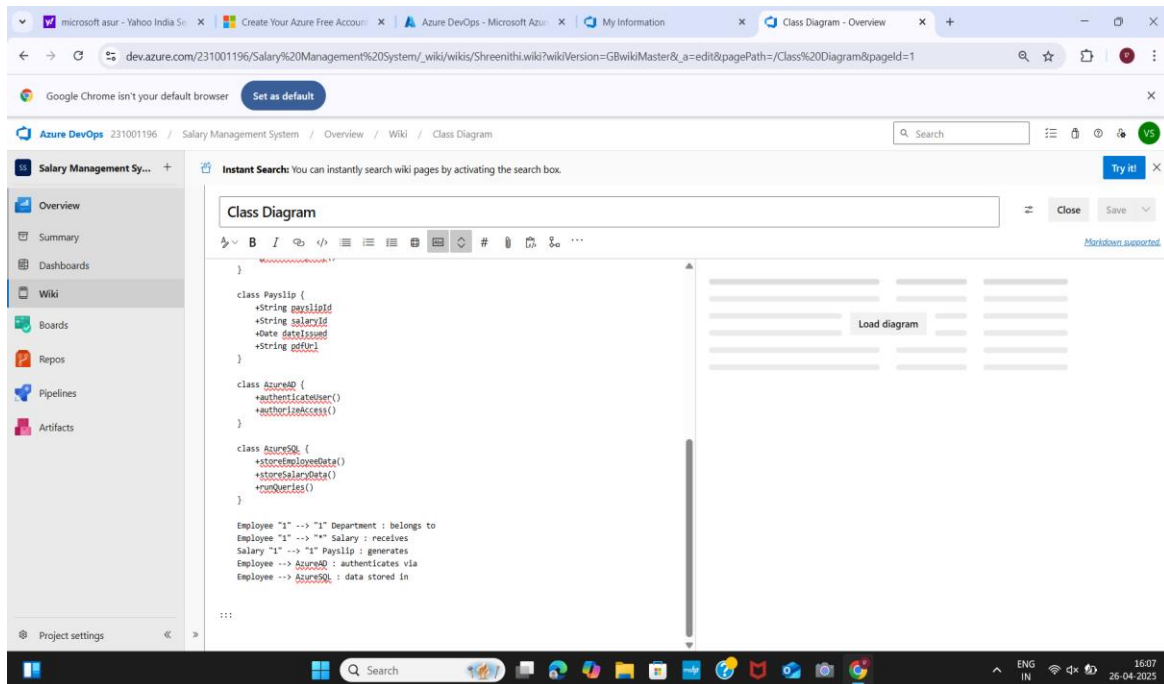 microsoft asur - Yahoo India Se
Create Your Azure Free Accoun
Azure DevOps - Microsoft Azur
My Information
Class Diagram - Overview
dev.azure.com/231001196/Salary%20Management%20System/_wiki/wikis/Shreenithi.wiki?wikiVersion=GBwikiMaster&_a=edit&pagePath=/Class%20Diagram&pageId=1
Google Chrome isn't your default browser
Set as default
Azure DevOps 231001196 / Salary Management System / Overview / Wiki / Class Diagram
Search
VS
SS
Salary Management Sy...
Instant Search: You can instantly search wiki pages by activating the search box.
Try it!
Overview
Summary
Dashboards
Wiki
Boards
Repos
Pipelines
Artifacts
Project settings
Class Diagram
Close
Save
Markdown supported.
}
class Payslip {
+String payslipId
+String salaryId
+Date dateIssued
+String pdfUrl
}
class AzureAD {
+authenticateUser()
+authorizeAccess()
}
class AzureSQL {
+storeEmployeeData()
+storeSalaryData()
+runQueries()
}
Employee "1" --> "1" Department : belongs to
Employee "1" --> "*" Salary : receives
Salary "1" --> "1" Payslip : generates
Employee --> AzureAD : authenticates via
Employee --> AzureSQL : data stored in
:::
Load diagram
Search
ENG
IN
16:07
26-04-2025